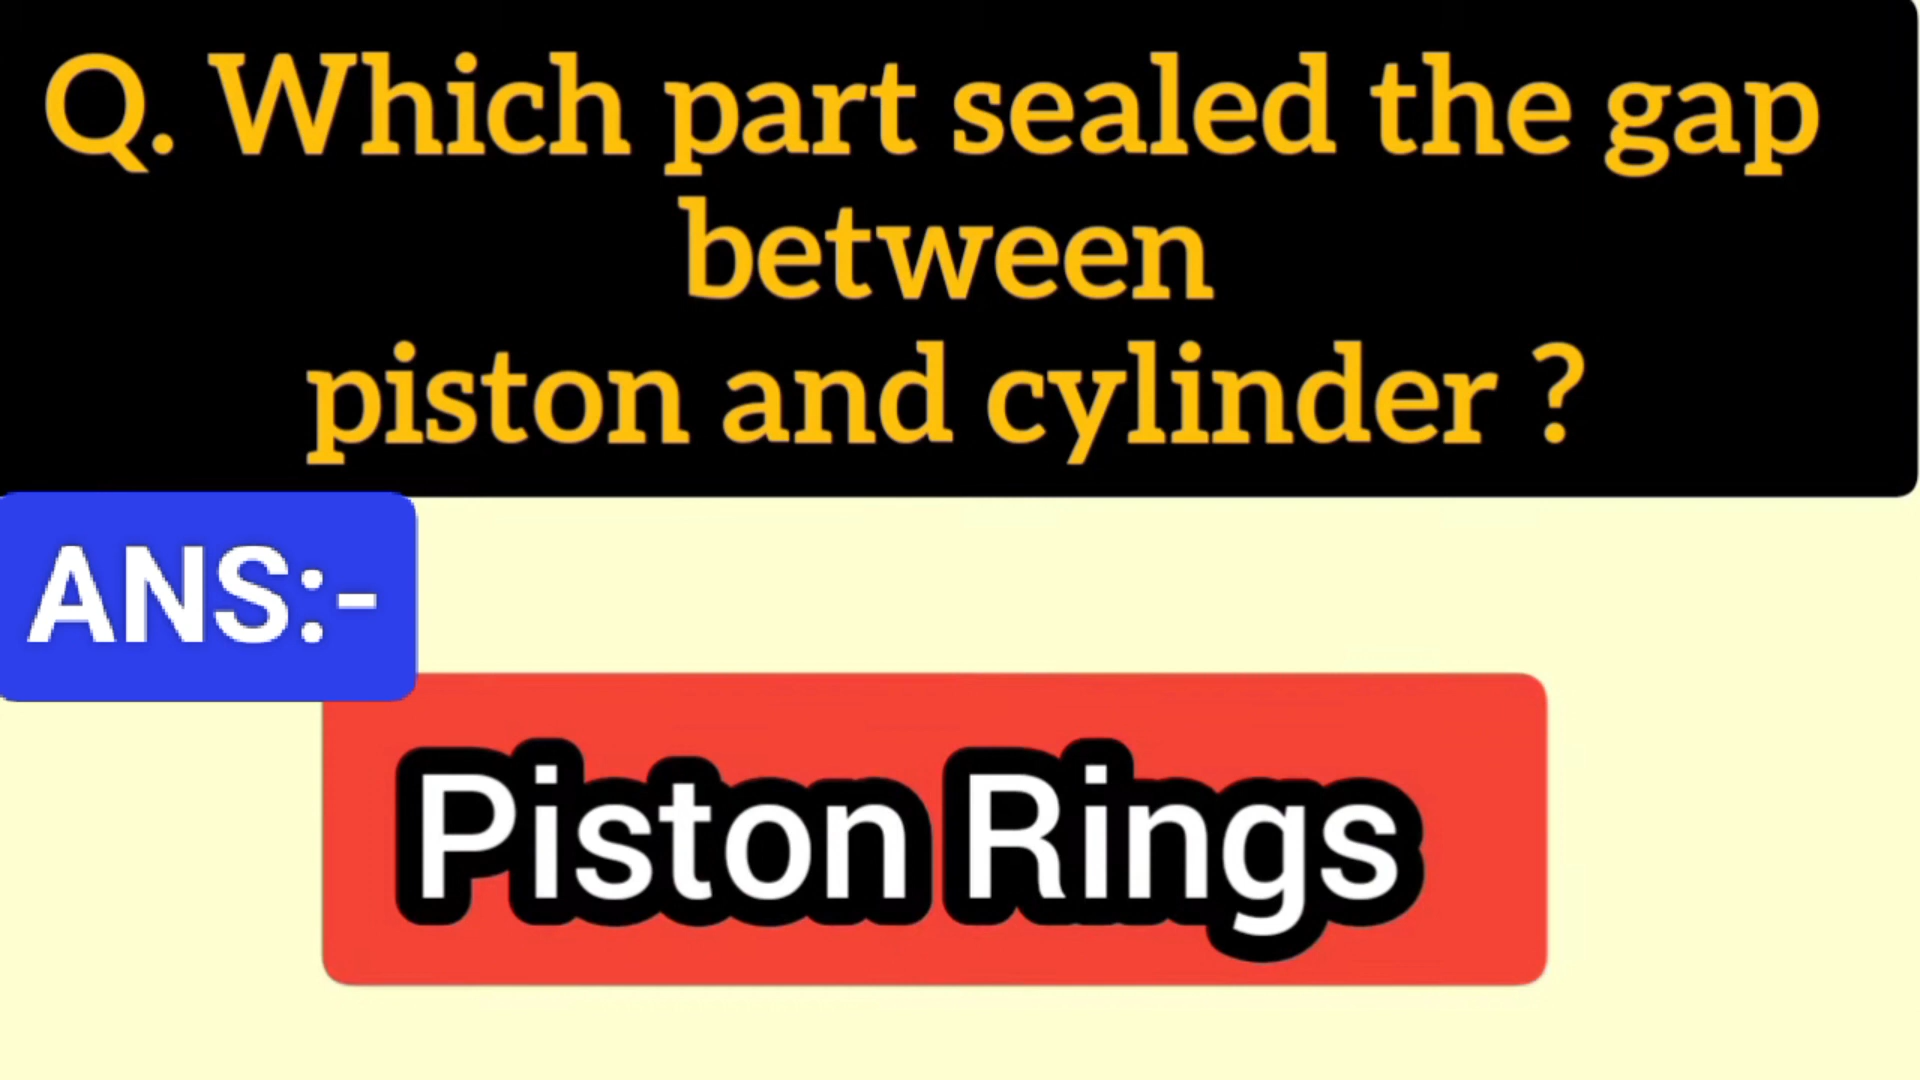 Q. Which part sealed the gap
between
piston and cylinder ?
ANS:-
Piston Rings